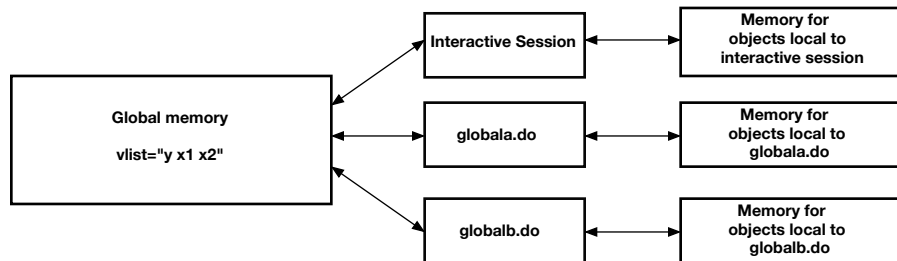 Interactive Session
Memory for
objects local to
interactive session
Global memory
vlist="y x1 x2"
globala.do
Memory for
objects local to
globala.do
globalb.do
Memory for
objects local to
globalb.do